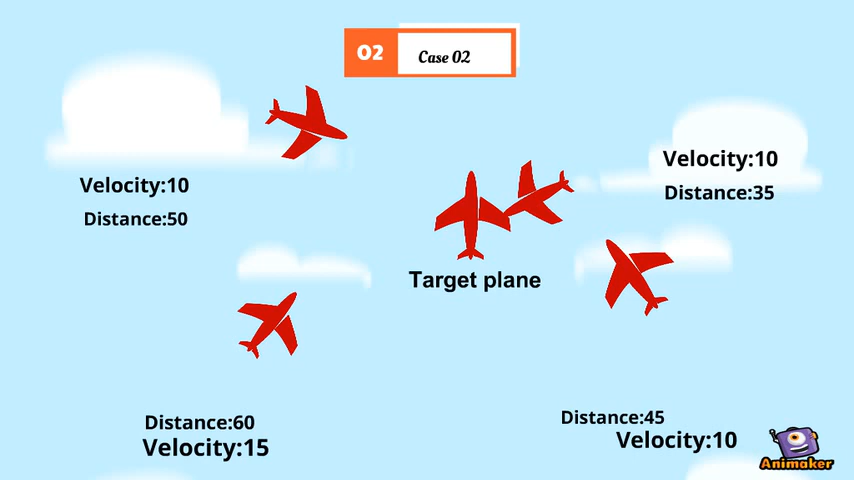 02
Case 02
Velocity:10
Distance:50
Velocity:10
Distance:35
Target plane
Distance:60
Velocity:15
Distance:45
Velocity:10
Animaker